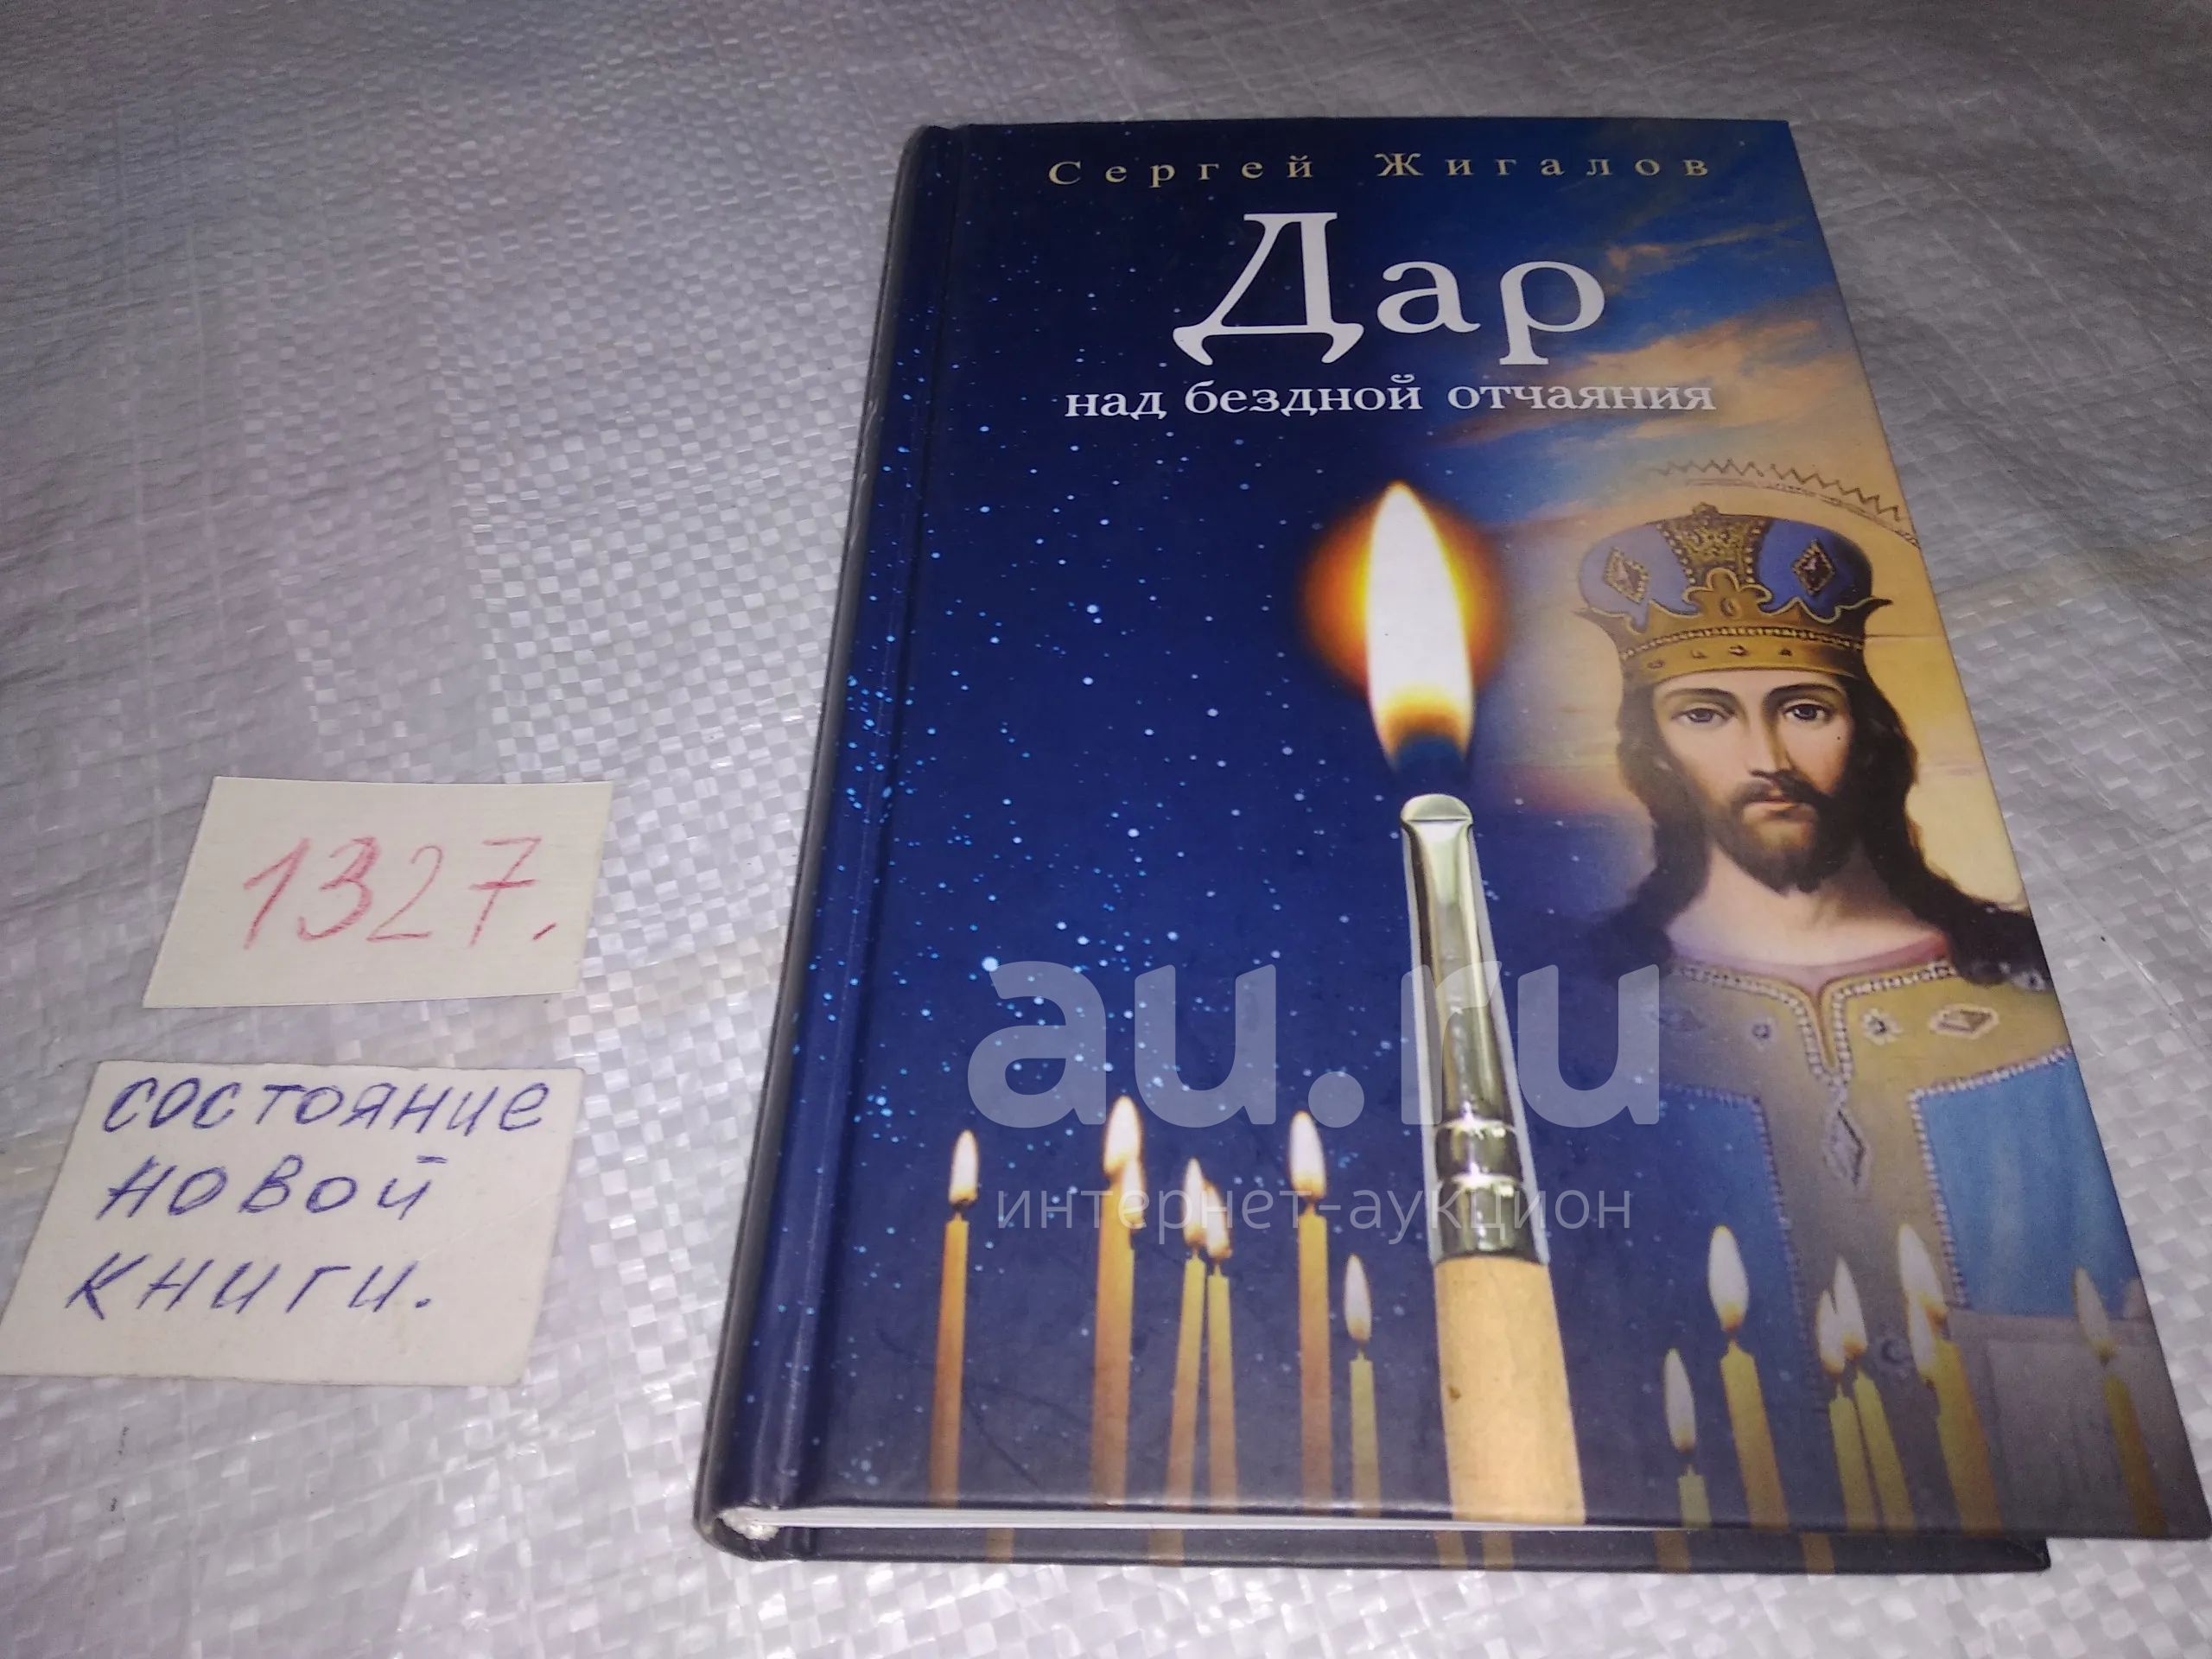 Сергей Жигалов
Дар
над бездной отчаяния
1327.
состояние
новой
книги.
au.ru
интернет-аукцион